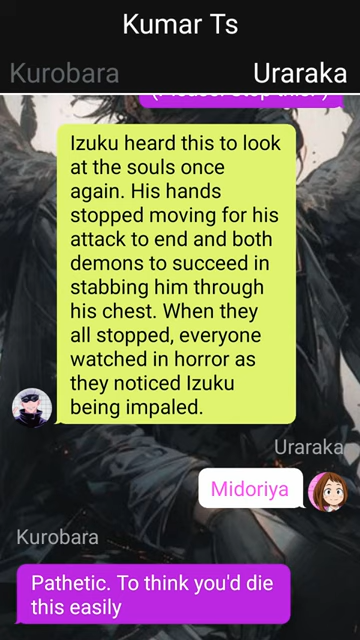 Kumar Ts
Kurobara
Uraraka
Izuku heard this to look
at the souls once
again. His hands
stopped moving for his
attack to end and both
demons to succeed in
stabbing him through
his chest. When they
all stopped, everyone
watched in horror as
they noticed Izuku
being impaled.
Uraraka
Midoriya
Kurobara
Pathetic. To think you'd die
this easily